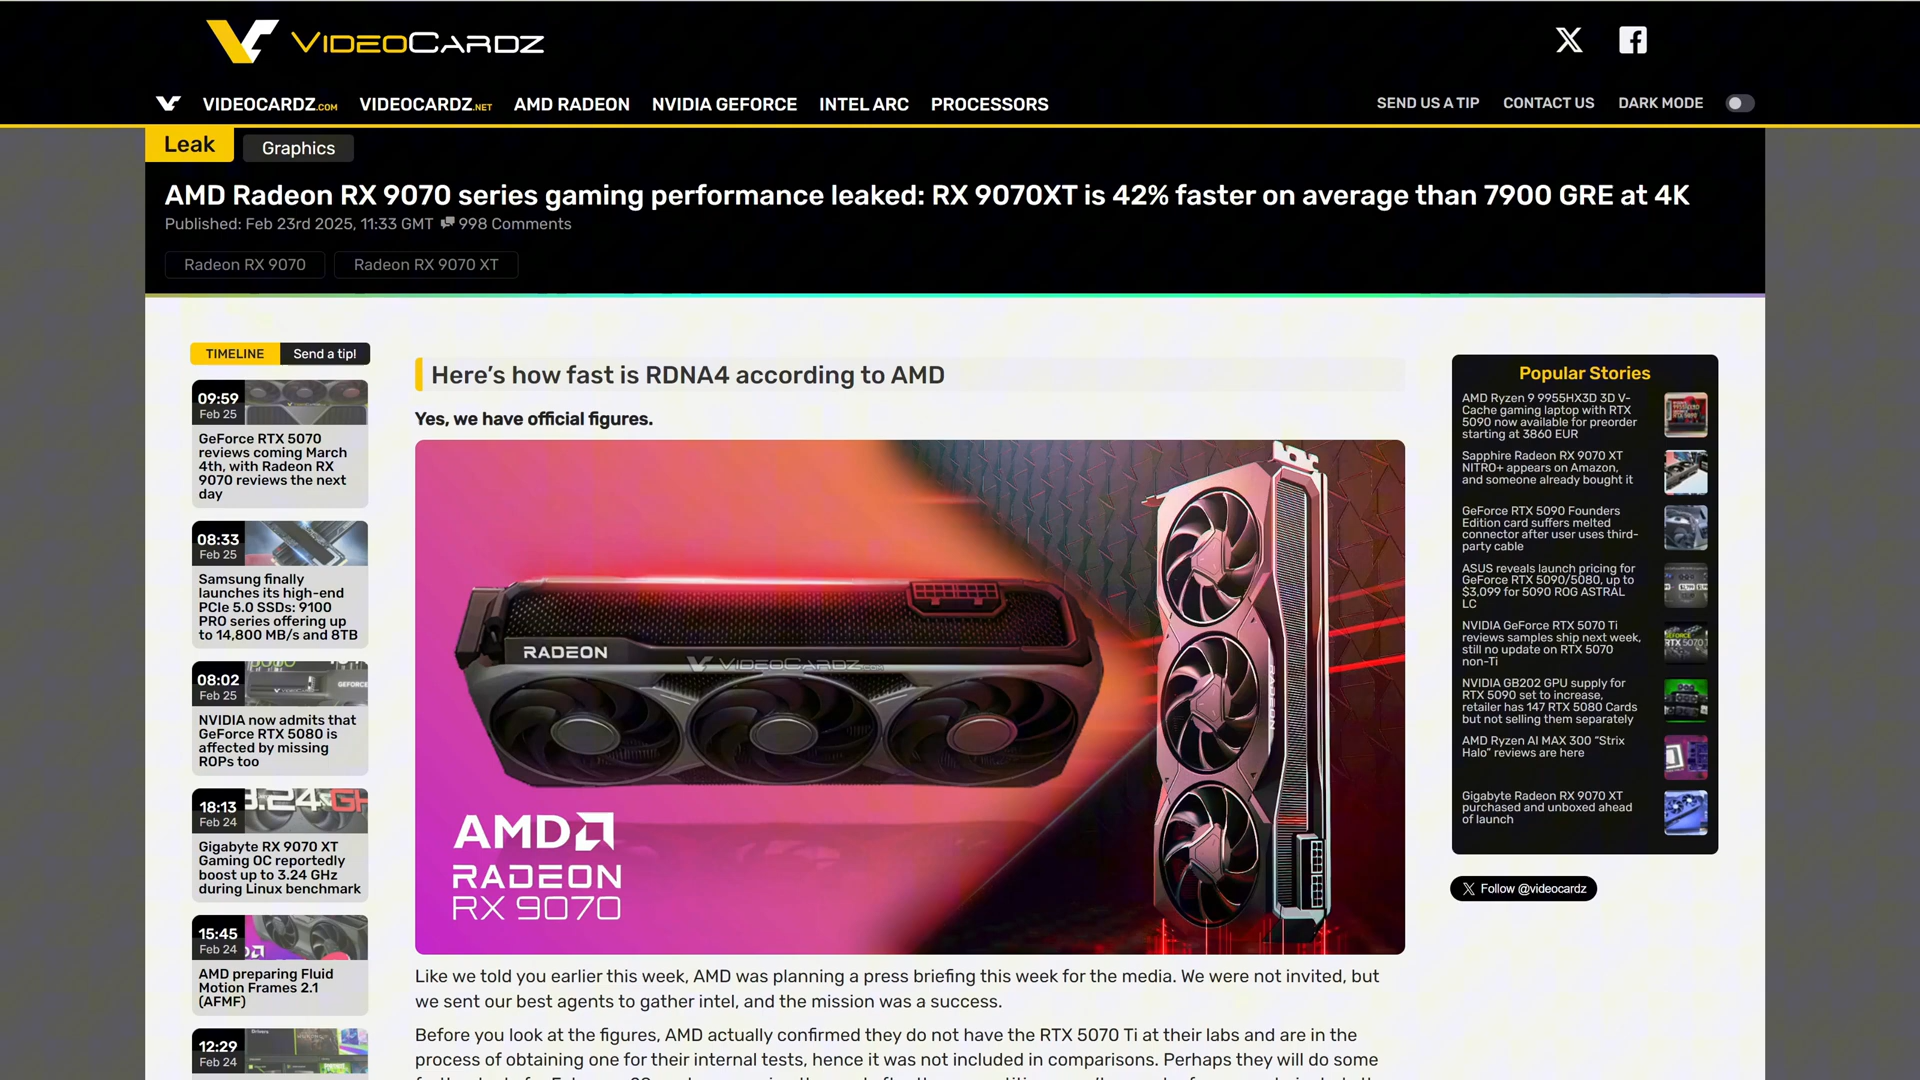 VIDEOCARDZ
VIDEOCARDZ.COM VIDEOCARDZ.NET AMD RADEON NVIDIA GEFORCE INTEL ARC PROCESSORS SEND US A TIP CONTACT US DARK MODE
Leak Graphics
AMD Radeon RX 9070 series gaming performance leaked: RX 9070XT is 42% faster on average than 7900 GRE at 4K
Published: Feb 23rd 2025, 11:33 GMT 998 Comments
Radeon RX 9070 Radeon RX 9070 XT
TIMELINE Send a tip!
09:59
Feb 25
GeForce RTX 5070
reviews coming March
4th, with Radeon RX
9070 reviews the next
day
08:33
Feb 25
Samsung finally
launches its high-end
PCIe 5.0 SSDs: 9100
PRO series offering up
to 14,800 MB/s and 8TB
08:02
Feb 25
GEFORCE
NVIDIA now admits that
GeForce RTX 5080 is
affected by missing
ROPs too
18:13
Feb 24
3.24 GH
Gigabyte RX 9070 XT
Gaming OC reportedly
boost up to 3.24 GHz
during Linux benchmark
15:45
Feb 24
AMD preparing Fluid
Motion Frames 2.1
(AFMF)
12:29
Feb 24
Here's how fast is RDNA4 according to AMD
Yes, we have official figures.
RADEON
VIDEOCARDZ.COM
RADEON
AMD
RADEON
RX 9070
Like we told you earlier this week, AMD was planning a press briefing this week for the media. We were not invited, but
we sent our best agents to gather intel, and the mission was a success.
Before you look at the figures, AMD actually confirmed they do not have the RTX 5070 Ti at their labs and are in the
process of obtaining one for their internal tests, hence it was not included in comparisons. Perhaps they will do some
Popular Stories
AMD Ryzen 9 9955HX3D 3D V-
Cache gaming laptop with RTX
5090 now available for preorder
starting at 3860 EUR
Sapphire Radeon RX 9070 XT
NITRO+ appears on Amazon,
and someone already bought it
GeForce RTX 5090 Founders
Edition card suffers melted
connector after user uses third-
party cable
ASUS reveals launch pricing for
GeForce RTX 5090/5080, up to
$3,099 for 5090 ROG ASTRAL
LC
NVIDIA GeForce RTX 5070 Ti
reviews samples ship next week,
still no update on RTX 5070
non-Ti
NVIDIA GB202 GPU supply for
RTX 5090 set to increase,
retailer has 147 RTX 5080 Cards
but not selling them separately
AMD Ryzen AI MAX 300 “Strix
Halo” reviews are here
Gigabyte Radeon RX 9070 XT
purchased and unboxed ahead
of launch
Follow @videocardz